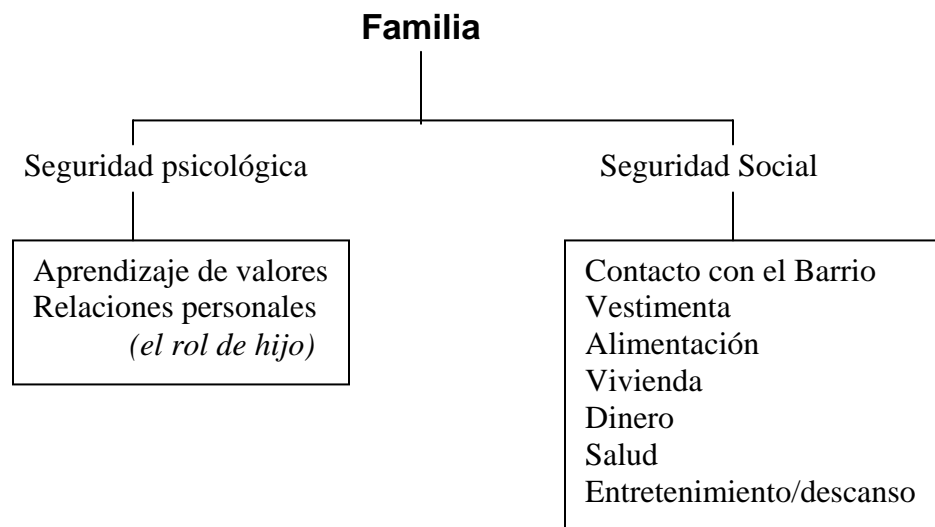 Familia
Seguridad psicológica
Seguridad Social
Aprendizaje de valores
Relaciones personales
(el rol de hijo)
Contacto con el Barrio
Vestimenta
Alimentación
Vivienda
Dinero
Salud
Entretenimiento/descanso